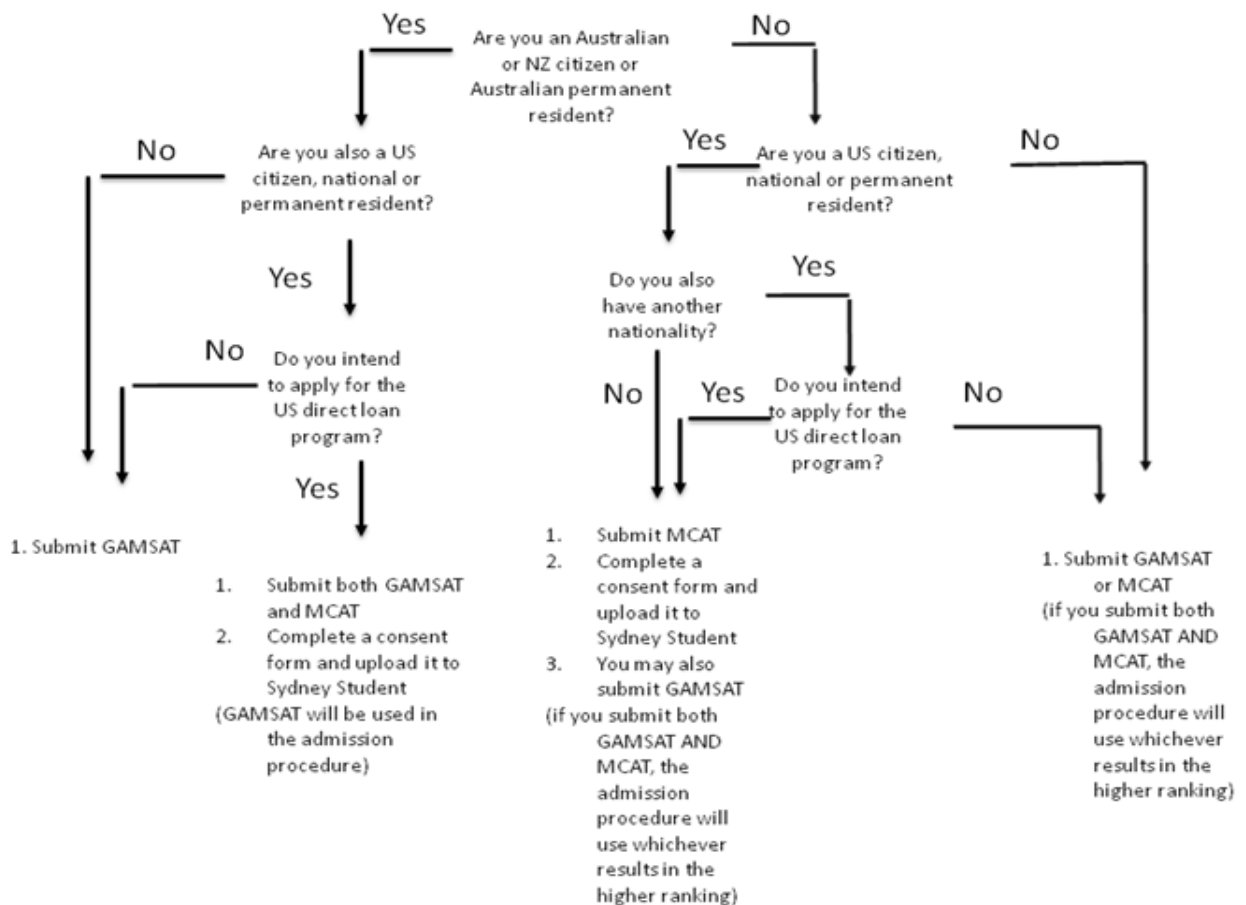 Yes
Are you an Australian
or NZ citizen or
Australian permanent
resident?
No
No
Are you also a US
citizen, national or
permanent resident?
Yes
Are you a US citizen,
national or permanent
resident?
No
Yes
Do you also
have another
nationality?
Yes
No
Do you intend
to apply for the
US direct loan
program?
No
Yes
Do you intend
to apply for the
US direct loan
program?
No
Yes
1. Submit GAMSAT
1. Submit both GAMSAT
and MCAT
2. Complete a consent
form and upload it to
Sydney Student
(GAMSAT will be used in
the admission
procedure)
1. Submit MCAT
2. Complete a
consent form and
upload it to
Sydney Student
3. You may also
submit GAMSAT
(if you submit both
GAMSAT AND
MCAT, the
admission
procedure will
use whichever
results in the
higher ranking)
1. Submit GAMSAT
or MCAT
(if you submit both
GAMSAT AND
MCAT, the
admission
procedure will
use whichever
results in the
higher ranking)